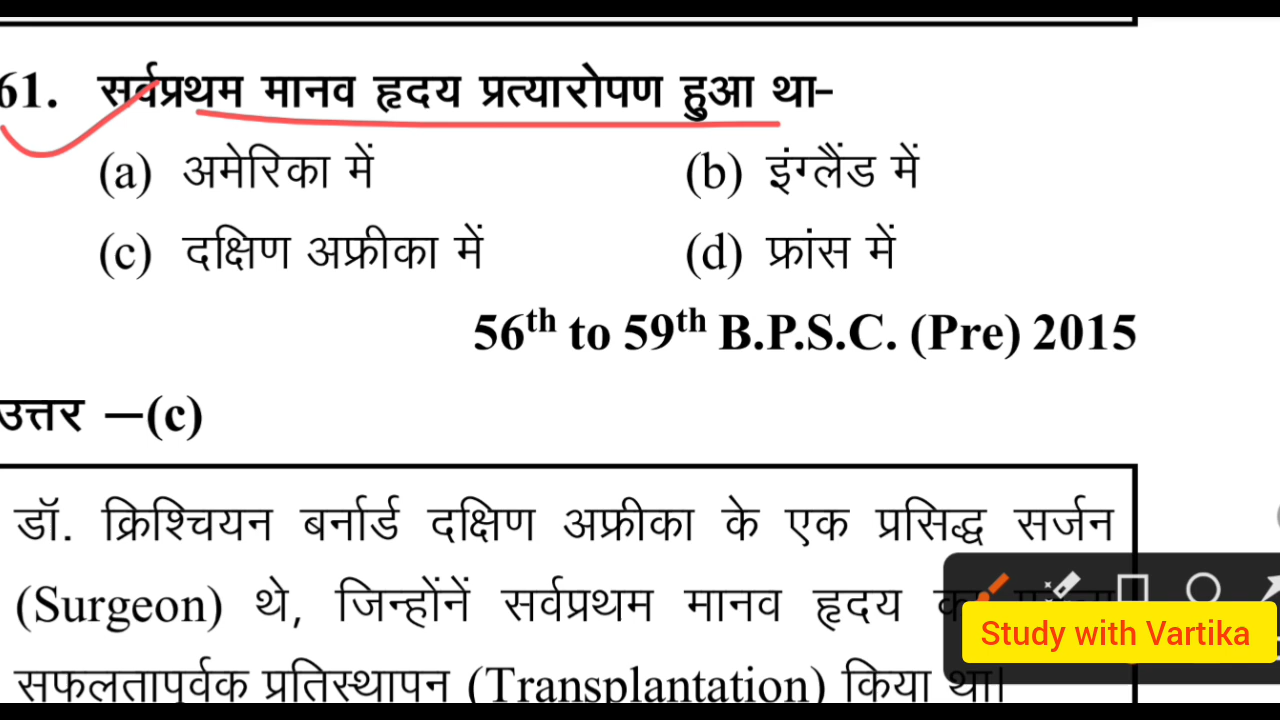 61. सर्वप्रथम मानव हृदय प्रत्यारोपण हुआ था-
(a) अमेरिका में (b) इंग्लैंड में
(c) दक्षिण अफ्रीका में (d) फ्रांस में
56th to 59th B.P.S.C. (Pre) 2015
उत्तर –(c)
डॉ. क्रिश्चियन बर्नार्ड दक्षिण अफ्रीका के एक प्रसिद्ध सर्जन
(Surgeon) थे, जिन्होंनें सर्वप्रथम मानव हृदय
Study with Vartika
सफलतापूर्वक प्रतिस्थापन (Transplantation) किया था|